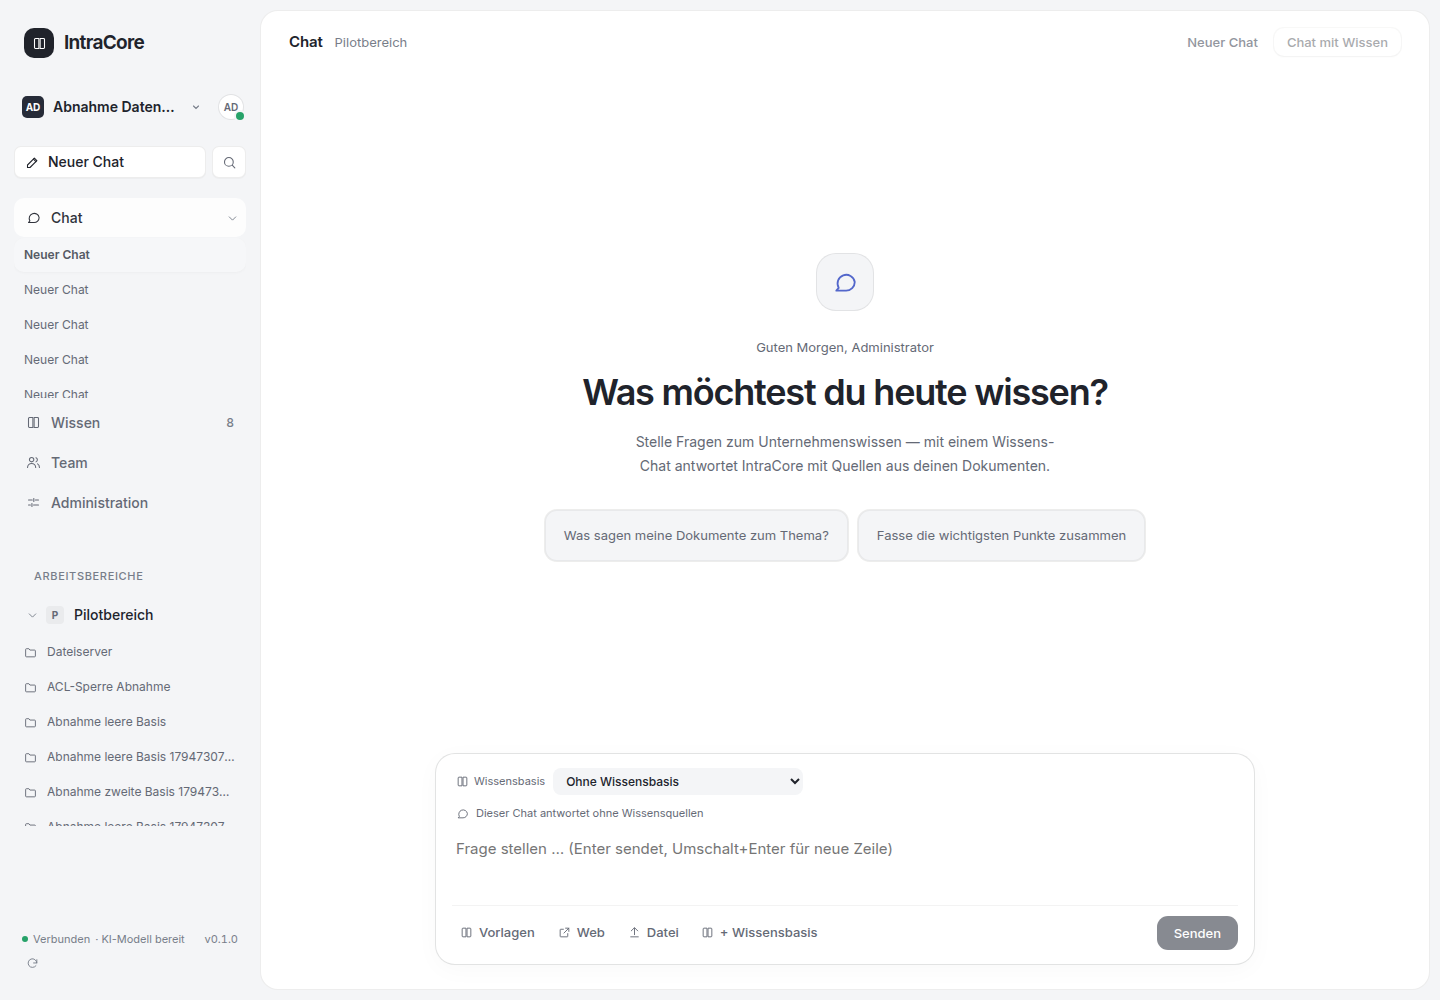 IntraCore
AD Abnahme Daten... AD
Neuer Chat
Chat
Neuer Chat
Neuer Chat
Neuer Chat
Neuer Chat
Neuer Chat
Wissen 8
Team
Administration
ARBEITSBEREICHE
P Pilotbereich
Dateiserver
ACL-Sperre Abnahme
Abnahme leere Basis
Abnahme leere Basis 17947307...
Abnahme zweite Basis 179473...
Abnahme leere Basis 17947307...
Verbunden · KI-Modell bereit v0.1.0
Chat Pilotbereich
Neuer Chat Chat mit Wissen
Guten Morgen, Administrator
Was möchtest du heute wissen?
Stelle Fragen zum Unternehmenswissen — mit einem Wissens-
Chat antwortet IntraCore mit Quellen aus deinen Dokumenten.
Was sagen meine Dokumente zum Thema? Fasse die wichtigsten Punkte zusammen
Wissensbasis Ohne Wissensbasis
Dieser Chat antwortet ohne Wissensquellen
Frage stellen ... (Enter sendet, Umschalt+Enter für neue Zeile)
Vorlagen Web Datei + Wissensbasis Senden